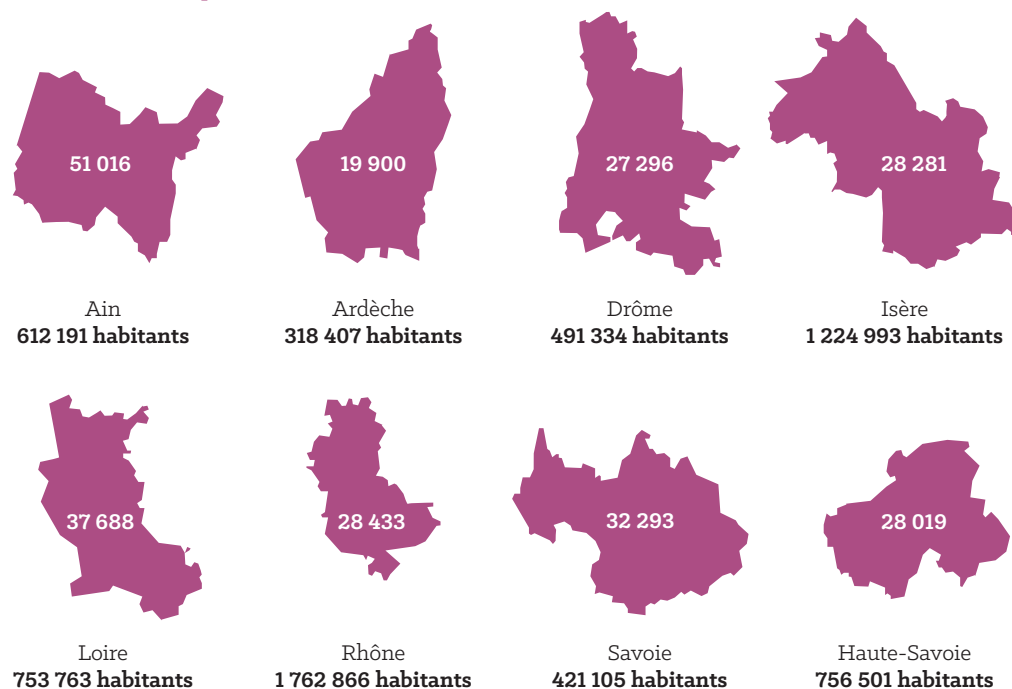 51 016
19 900
27 296
28 281
Ain
612 191 habitants
Ardèche
318 407 habitants
Drôme
491 334 habitants
Isère
1 224 993 habitants
37 688
28 433
32 293
28 019
Loire
753 763 habitants
Rhône
1 762 866 habitants
Savoie
421 105 habitants
Haute-Savoie
756 501 habitants